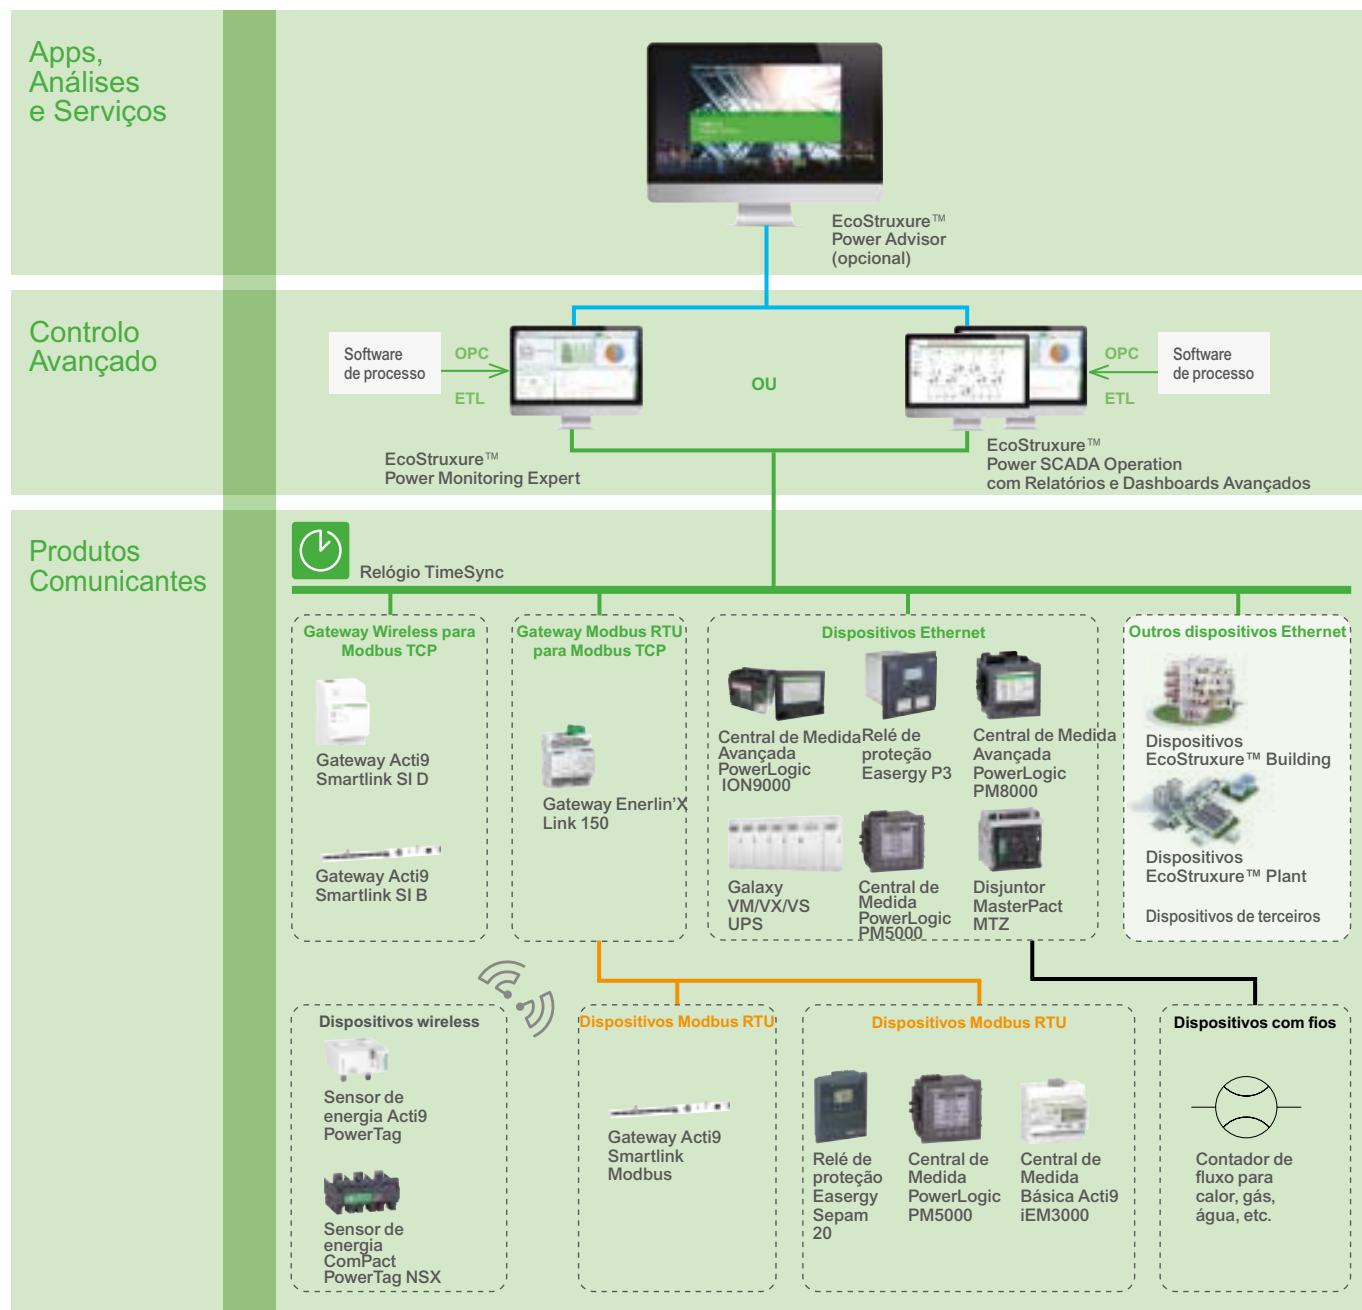 Apps,
Análises
e Serviços
EcoStruxure™
Power Advisor
(opcional)
Controlo
Avançado
Software
de processo
OPC
ETL
OU
OPC
ETL
Software
de processo
EcoStruxure™
Power Monitoring Expert
EcoStruxure™
Power SCADA Operation
com Relatórios e Dashboards Avançados
Produtos
Comunicantes
Relógio TimeSync
Gateway Wireless para
Modbus TCP
Gateway Acti9
Smartlink SI D
Gateway Acti9
Smartlink SI B
Gateway Modbus RTU
para Modbus TCP
Gateway Enerlin’X
Link 150
Dispositivos Ethernet
Central de Medida
Avançada
PowerLogic
ION9000
Relé de
proteção
Easergy P3
Central de Medida
Avançada
PowerLogic
PM8000
Galaxy
VM/VX/VS
UPS
Central de
Medida
PowerLogic
PM5000
Disjuntor
MasterPact
MTZ
Outros dispositivos Ethernet
Dispositivos
EcoStruxure™ Building
Dispositivos
EcoStruxure™ Plant
Dispositivos de terceiros
Dispositivos wireless
Sensor de
energia Acti9
PowerTag
Sensor de
energia
ComPact
PowerTag NSX
Dispositivos Modbus RTU
Gateway Acti9
Smartlink
Modbus
Dispositivos Modbus RTU
Relé de
proteção
Easergy
Sepam
20
Central de
Medida
PowerLogic
PM5000
Central de
Medida
Básica Acti9
iEM3000
Dispositivos com fios
Contador de
fluxo para
calor, gás,
água, etc.